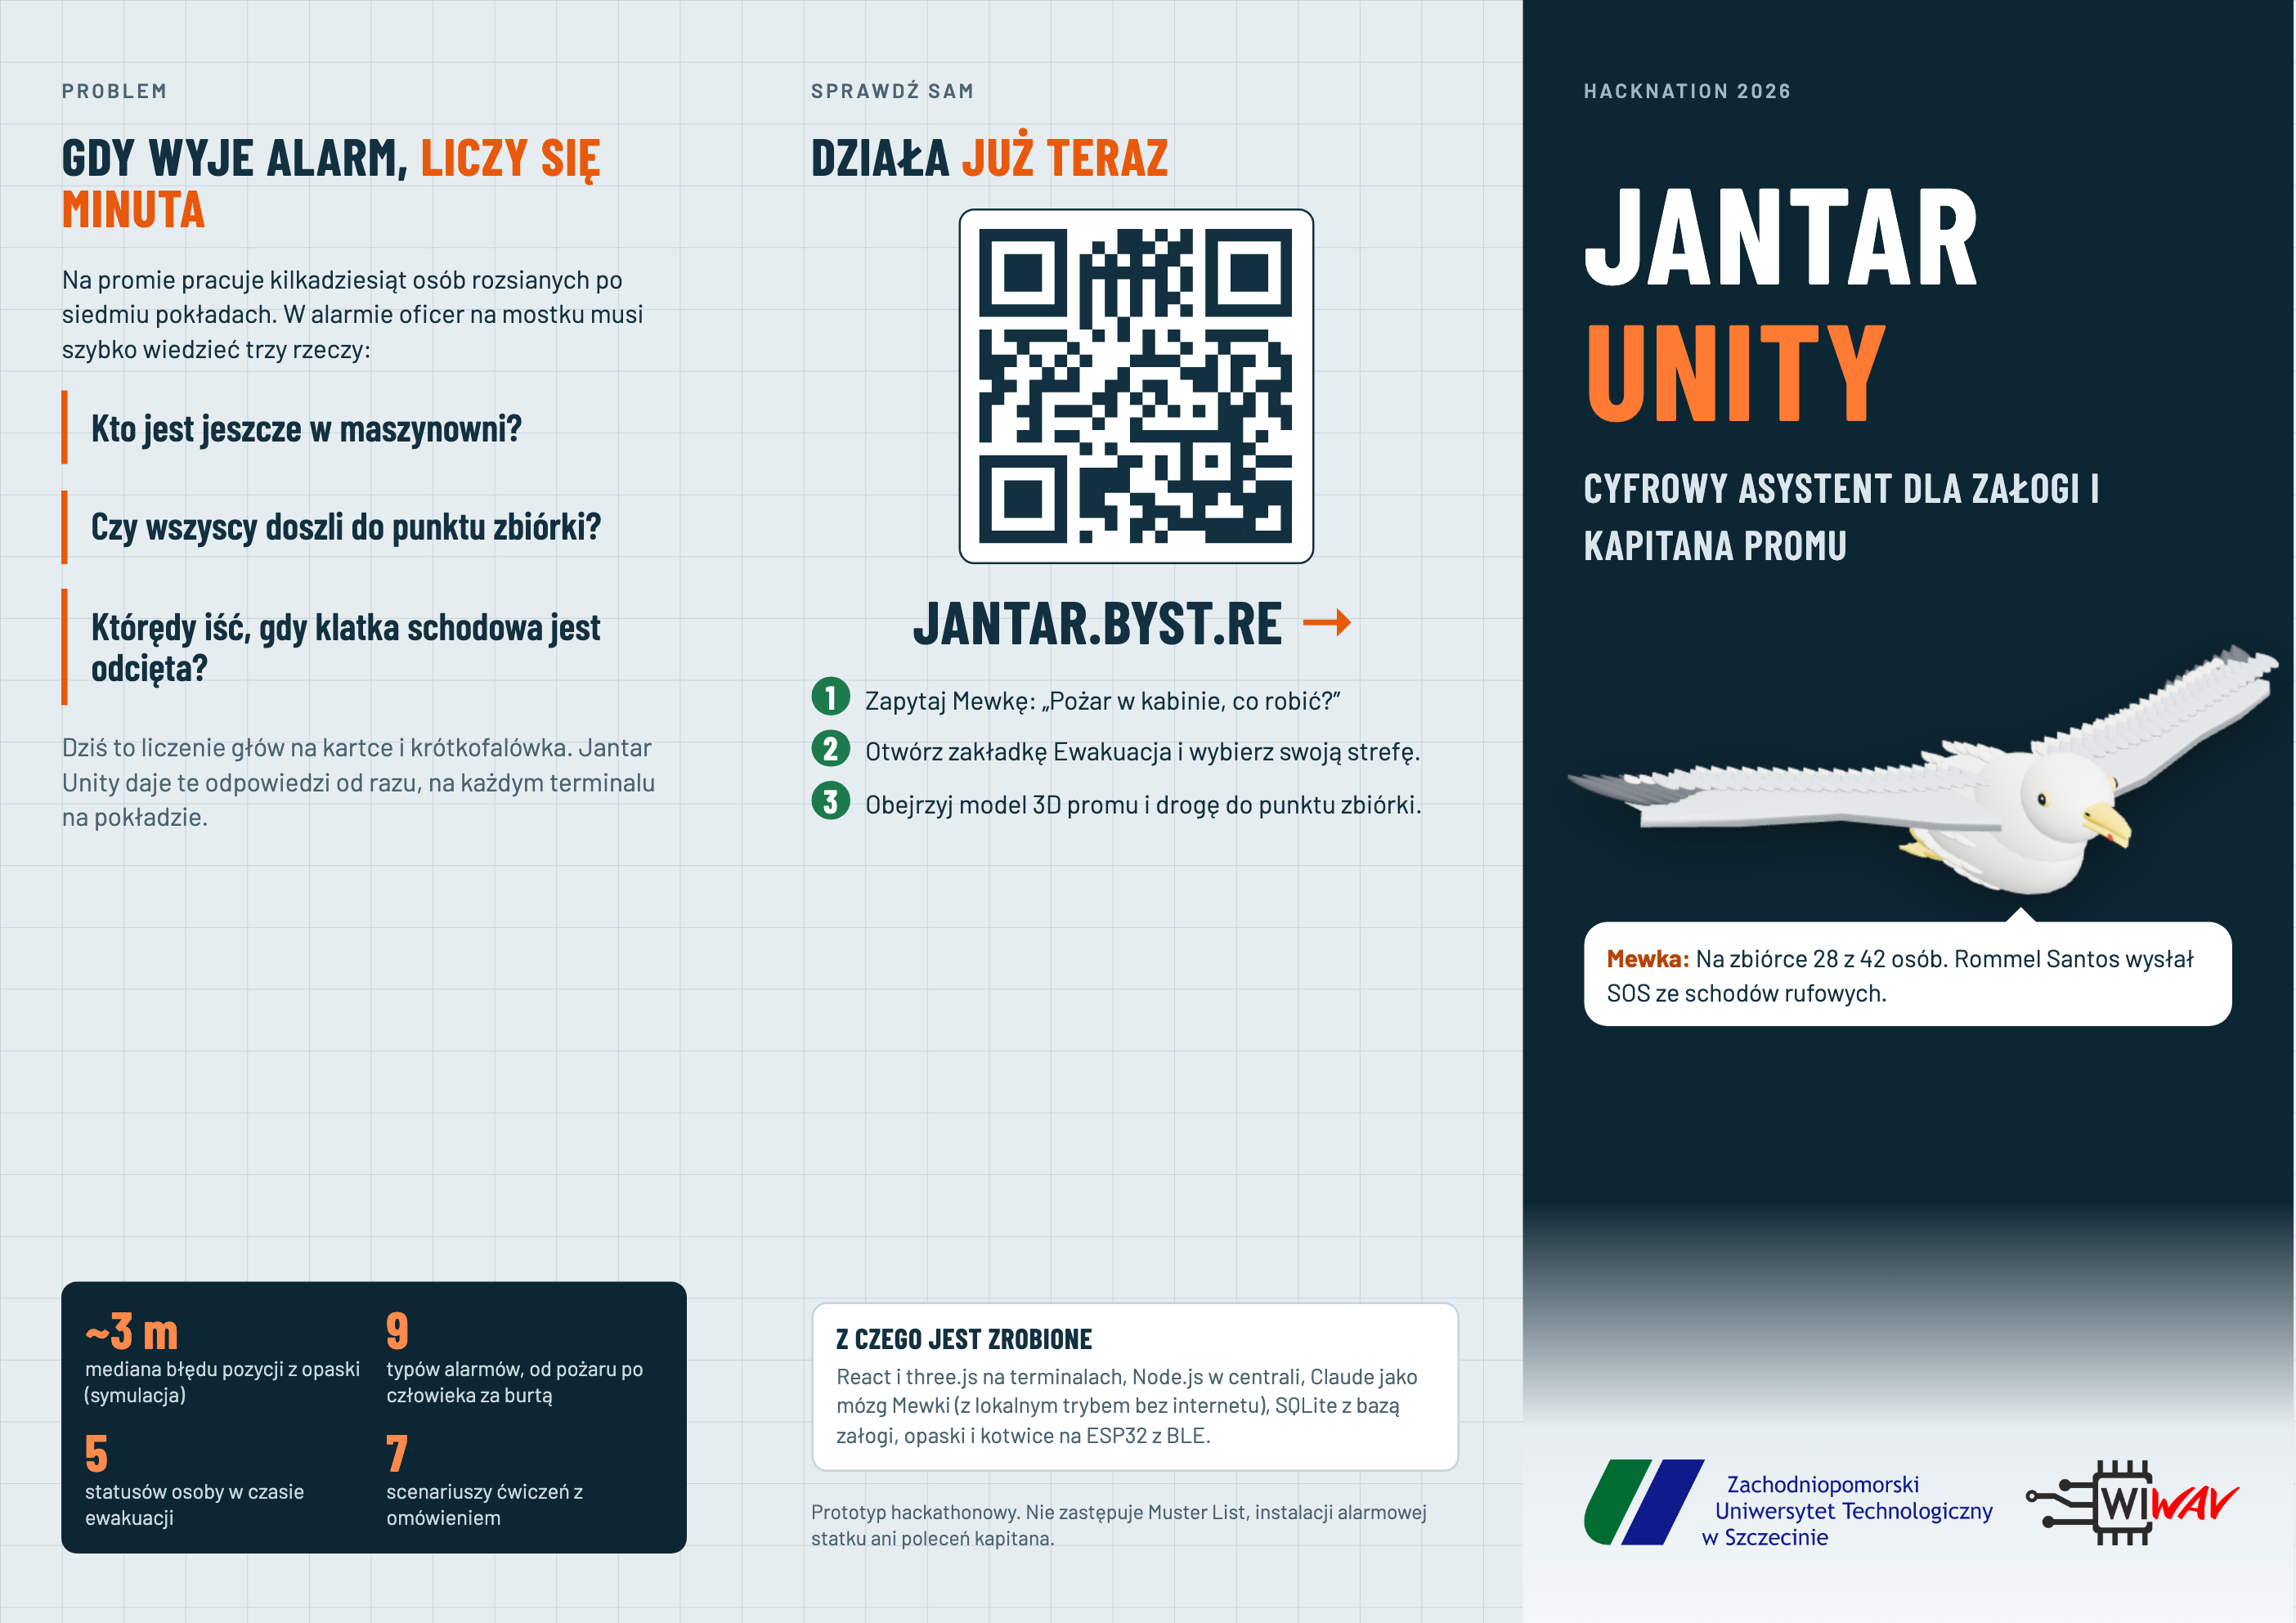 PROBLEM
GDY WYJE ALARM, LICZY SIĘ
MINUTA
Na promie pracuje kilkadziesiąt osób rozsianych po
siedmiu pokładach. W alarmie oficer na mostku musi
szybko wiedzieć trzy rzeczy:
Kto jest jeszcze w maszynowni?
Czy wszyscy doszli do punktu zbiórki?
Którędy iść, gdy klatka schodowa jest
odcięta?
Dziś to liczenie głów na kartce i krótkofalówka. Jantar
Unity daje te odpowiedzi od razu, na każdym terminalu
na pokładzie.
~3 m
mediana błędu pozycji z opaski
(symulacja)
9
typów alarmów, od pożaru po
człowieka za burtą
5
statusów osoby w czasie
ewakuacji
7
scenariuszy ćwiczeń z
omówieniem
SPRAWDŹ SAM
DZIAŁA JUŻ TERAZ
JANTAR.BYST.RE →
1 Zapytaj Mewkę: „Pożar w kabinie, co robić?”
2 Otwórz zakładkę Ewakuacja i wybierz swoją strefę.
3 Obejrzyj model 3D promu i drogę do punktu zbiórki.
Z CZEGO JEST ZROBIONE
React i three.js na terminalach, Node.js w centrali, Claude jako
mózg Mewki (z lokalnym trybem bez internetu), SQLite z bazą
załogi, opaski i kotwice na ESP32 z BLE.
Prototyp hackathonowy. Nie zastępuje Muster List, instalacji alarmowej
statku ani poleceń kapitana.
HACKNATION 2026
JANTAR
UNITY
CYFROWY ASYSTENT DLA ZAŁOGI I
KAPITANA PROMU
Mewka: Na zbiórce 28 z 42 osób. Rommel Santos wysłał
SOS ze schodów rufowych.
Zachodniopomorski
Uniwersytet Technologiczny
w Szczecinie
WIWAV